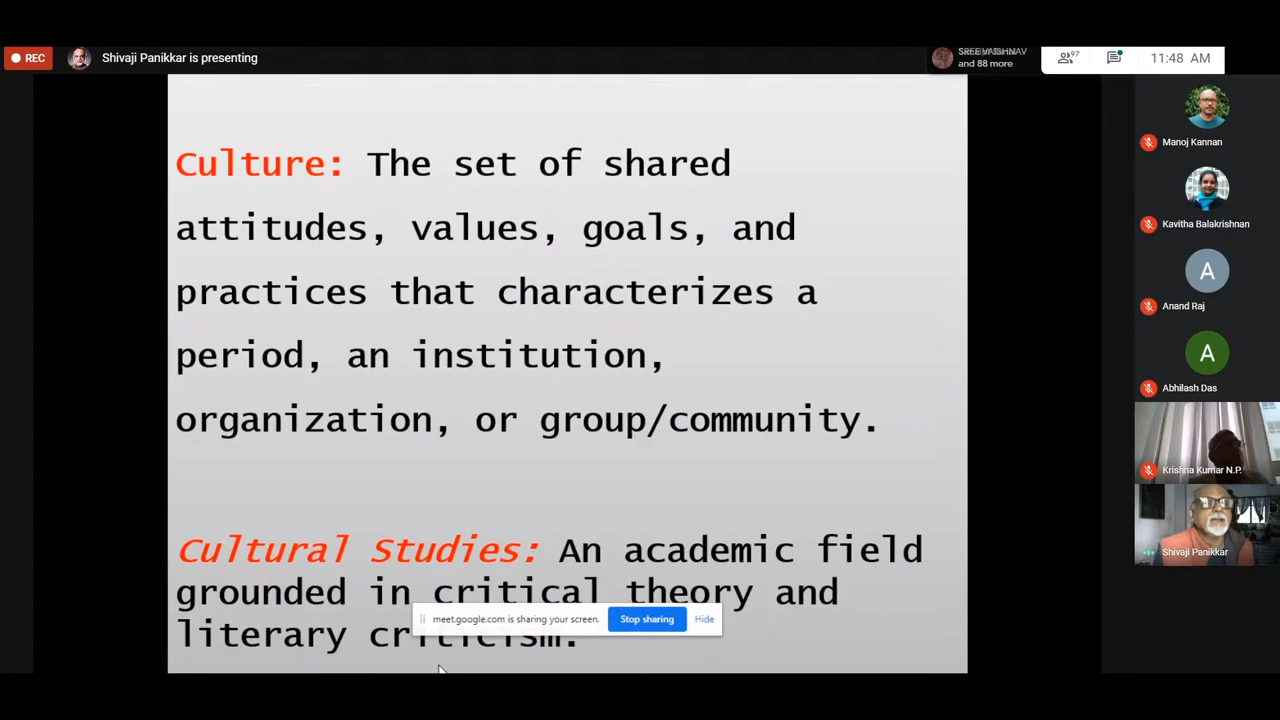 REC
Shivaji Panikkar is presenting
and 88 more
97
11:48 AM
Culture: The set of shared
attitudes, values, goals, and
practices that characterizes a
period, an institution,
organization, or group/community.
Cultural Studies: An academic field
grounded in critical theory and
literary criticism.
meet.google.com is sharing your screen.
Stop sharing
Hide
Manoj Kannan
Kavitha Balakrishnan
A
Anand Raj
A
Abhilash Das
Krishna Kumar N.P.
Shivaji Panikkar